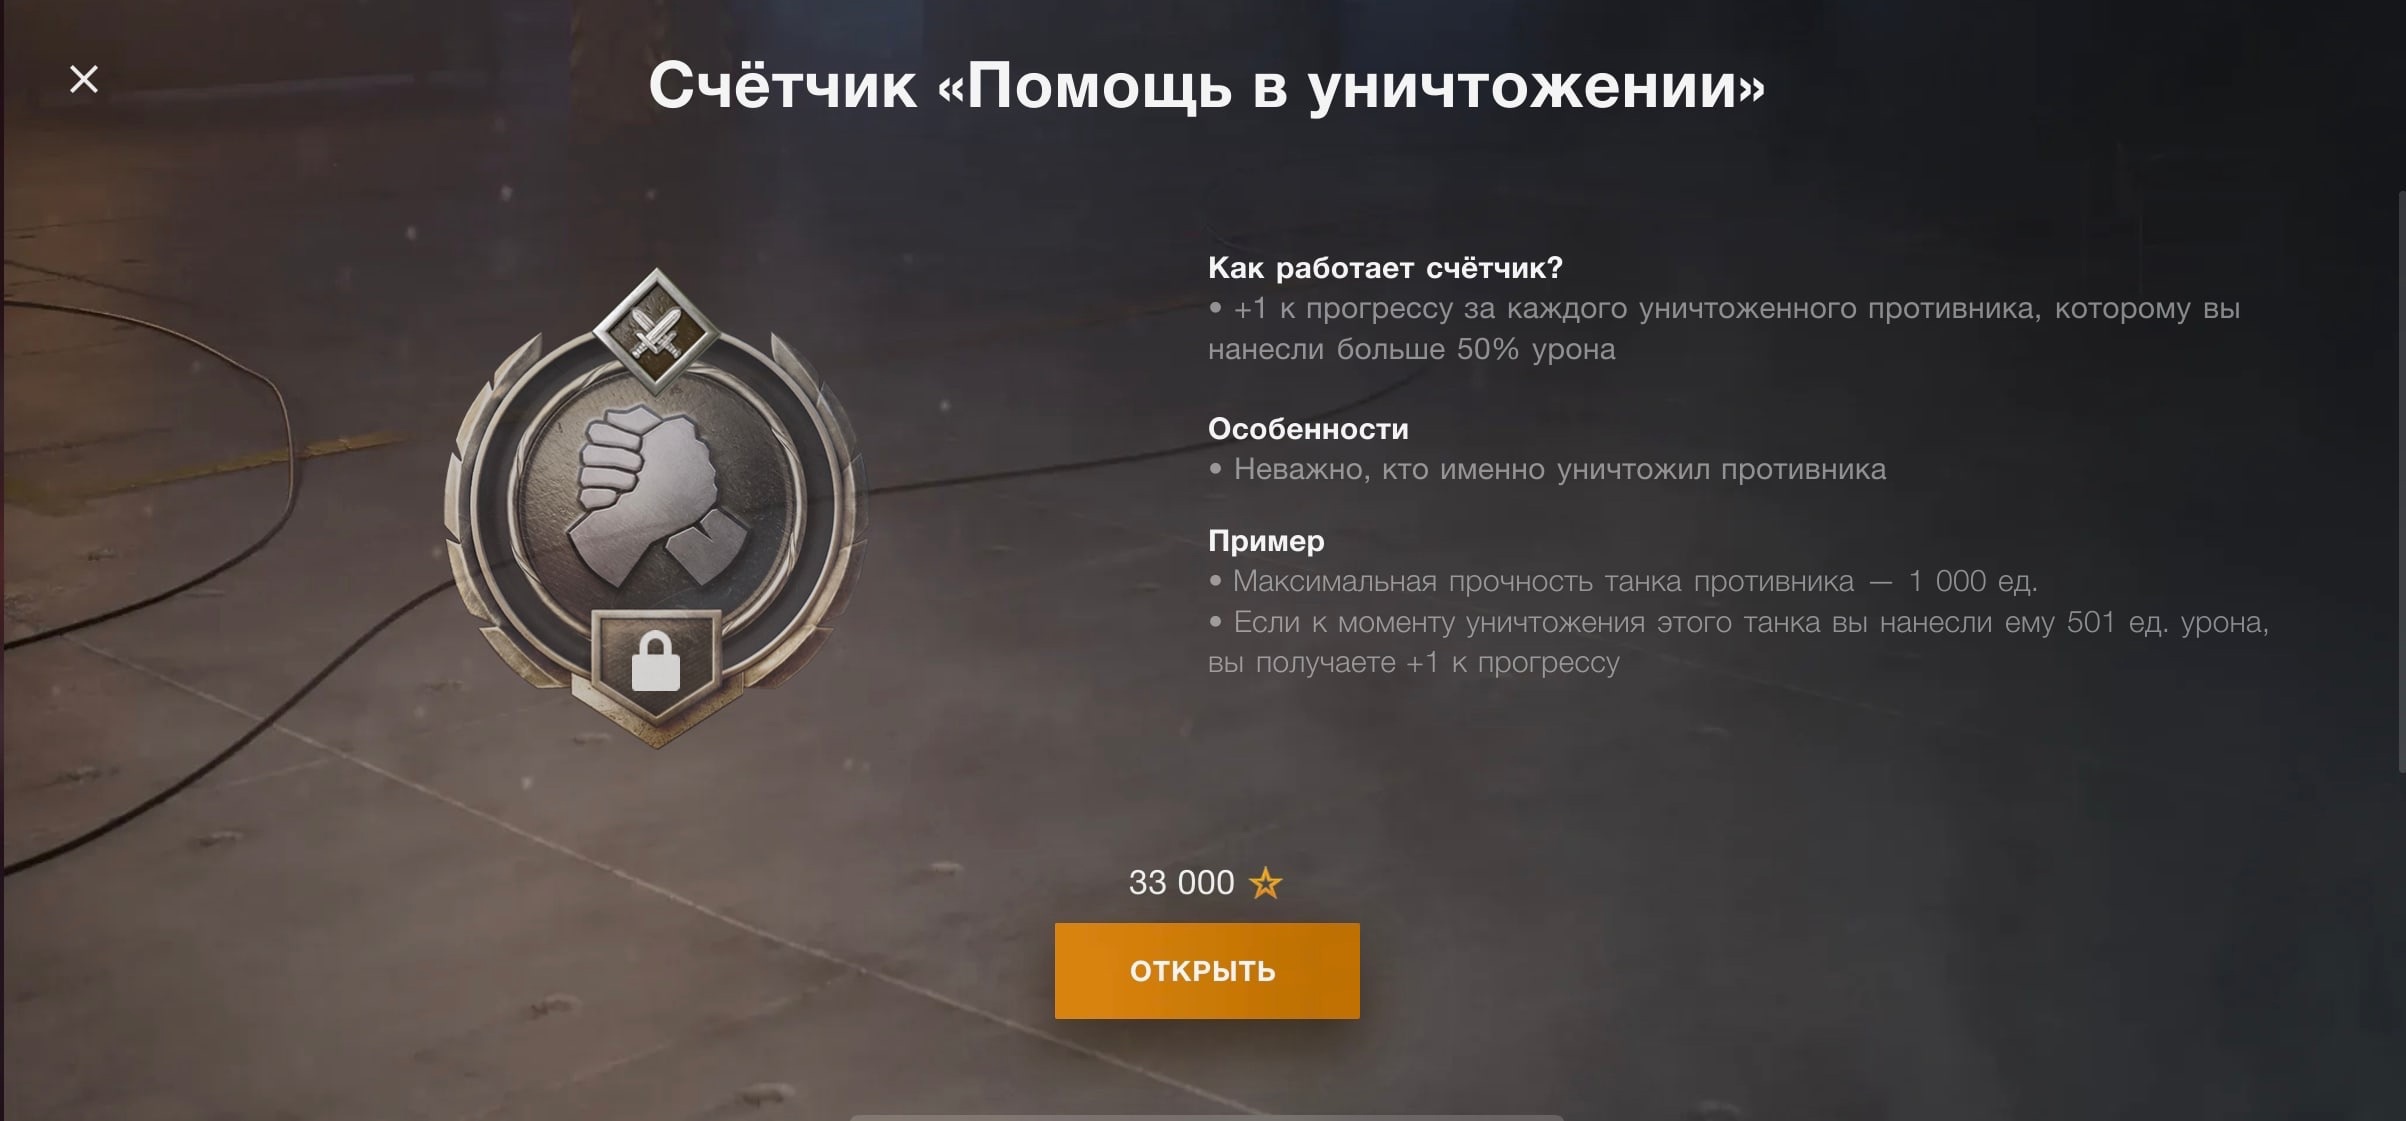 Счётчик «Помощь в уничтожении»
Как работает счётчик?
• +1 к прогрессу за каждого уничтоженного противника, которому вы
нанесли больше 50% урона
Особенности
• Неважно, кто именно уничтожил противника
Пример
• Максимальная прочность танка противника — 1 000 ед.
• Если к моменту уничтожения этого танка вы нанесли ему 501 ед. урона,
вы получаете +1 к прогрессу
33 000
ОТКРЫТЬ